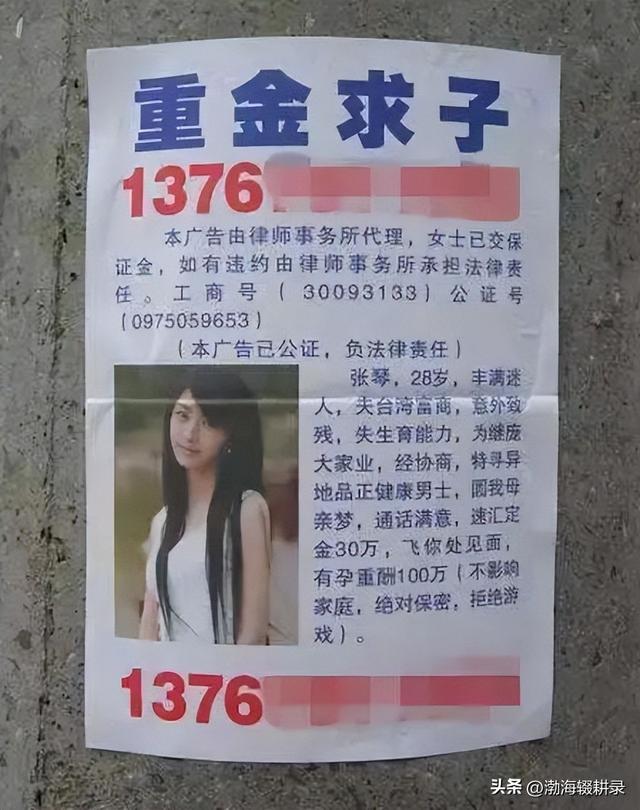 重金求子
1376
本广告由律师事务所代理，女士已交保
证金，如有违约由律师事务所承担法律责
任。工商号（30093133）公证号
(0975059653)
（本广告已公证，负法律责任）
张琴，28岁，丰满迷
人，夫台湾富商，意外致
残，失生育能力，为继庞
大家业，经协商，特寻异
地品正健康男士，圆我母
亲梦，通话满意，速汇定
金30万，飞你处见面，
有孕重酬100万（不影响
家庭，绝对保密，拒绝游
戏）。
1376
头条 @渤海辍耕录